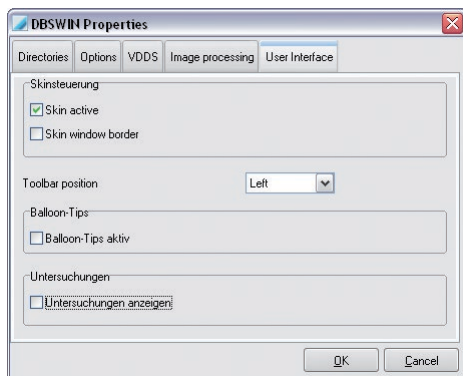 DBSWIN Properties
Directories Options VDDS Image processing User Interface
Skinsteuerung
Skin active
Skin window border
Toolbar position Left
Balloon-Tips
Balloon-Tips aktiv
Untersuchungen
Untersuchungen anzeigen
OK Cancel